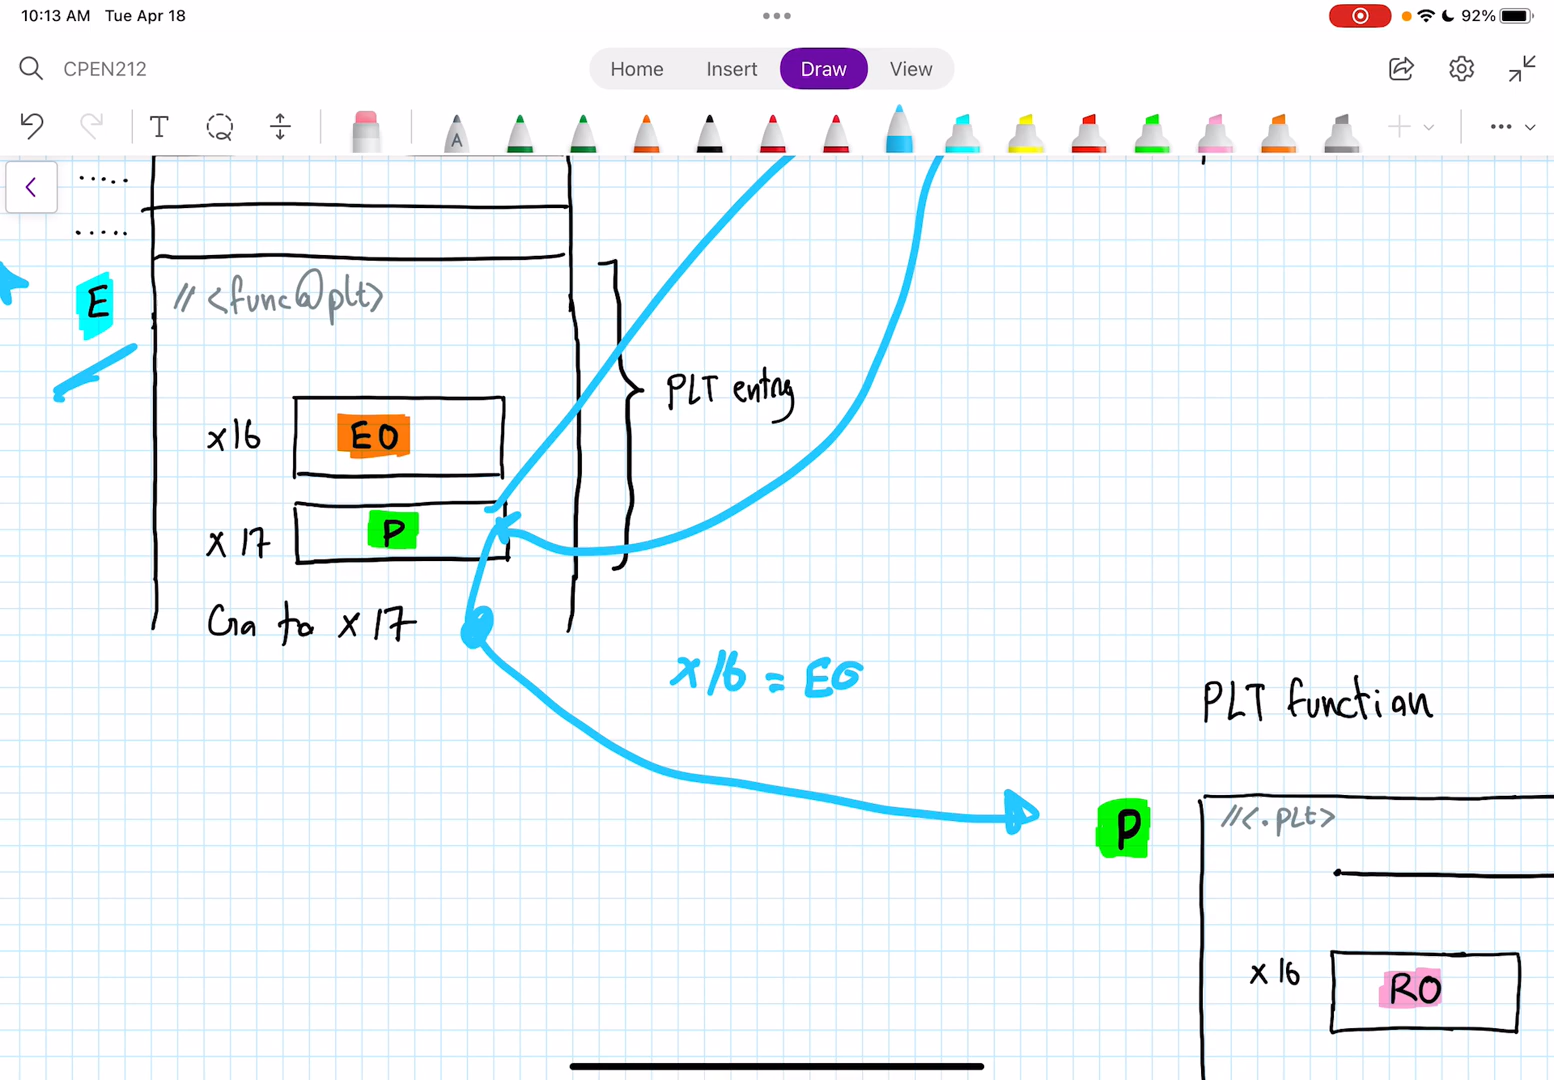 10:13 AM Tue Apr 18
92%
CPEN212
Home Insert Draw View
T
A
E
// <func@plt>
PLT entry
x16 EO
x17 P
Go to x17
x16 = EO
PLT function
P
//<.plt>
x16 RO